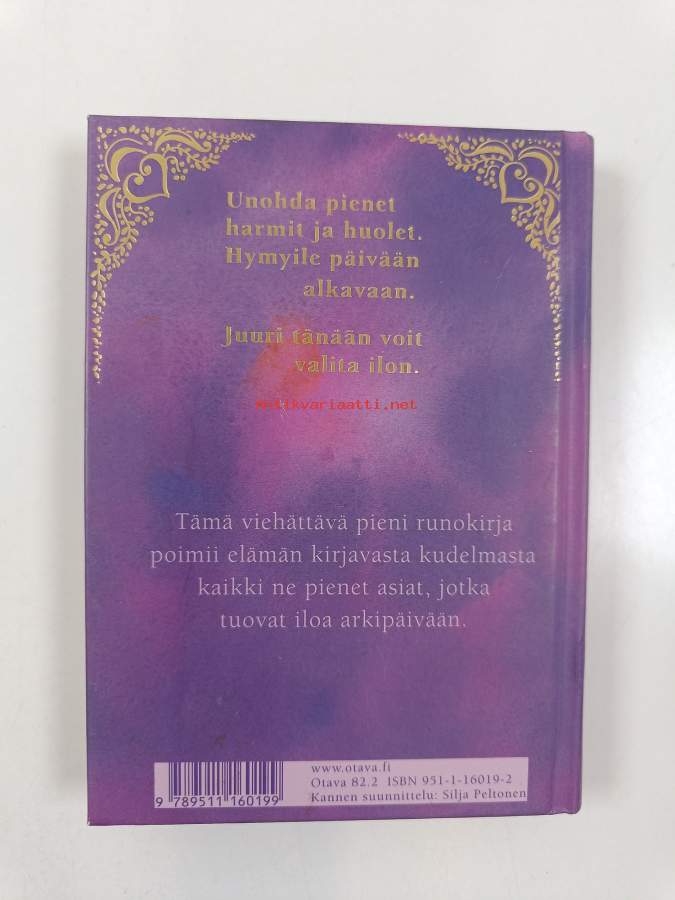 Unohda pienet
harmit ja huolet.
Hymyile päivään
alkavaan.
Juuri tänään voit
valita ilon.
Antikvariaatti.net
Tämä viehättävä pieni runokirja
poimii elämän kirjavasta kudelmasta
kaikki ne pienet asiat, jotka
tuovat iloa arkipäivään.
www.otava.fi
Otava 82.2 ISBN 951-1-16019-2
Kannen suunnittelu: Silja Peltonen
9 789511 160199